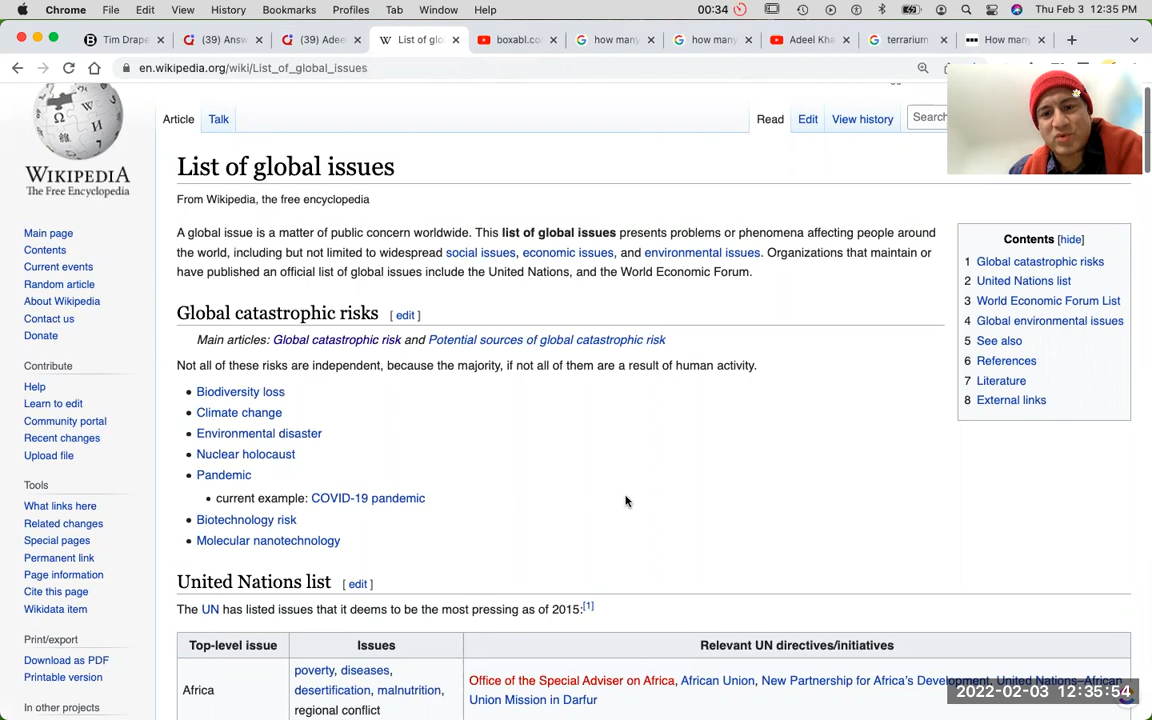 Chrome File Edit View History Bookmarks Profiles Tab Window Help 00:34 Thu Feb 3 12:35 PM
Tim Drape (39) Answ (39) Adeel List of glo boxabl.co how many how many Adeel Kha terrarium How many
en.wikipedia.org/wiki/List_of_global_issues
Article Talk Read Edit View history Search
WIKIPEDIA
The Free Encyclopedia
Main page
Contents
Current events
Random article
About Wikipedia
Contact us
Donate
Contribute
Help
Learn to edit
Community portal
Recent changes
Upload file
Tools
What links here
Related changes
Special pages
Permanent link
Page information
Cite this page
Wikidata item
Print/export
Download as PDF
Printable version
In other projects
List of global issues
From Wikipedia, the free encyclopedia
A global issue is a matter of public concern worldwide. This list of global issues presents problems or phenomena affecting people around
the world, including but not limited to widespread social issues, economic issues, and environmental issues. Organizations that maintain or
have published an official list of global issues include the United Nations, and the World Economic Forum.
Contents [hide]
1 Global catastrophic risks
2 United Nations list
3 World Economic Forum List
4 Global environmental issues
5 See also
6 References
7 Literature
8 External links
Global catastrophic risks [ edit ]
Main articles: Global catastrophic risk and Potential sources of global catastrophic risk
Not all of these risks are independent, because the majority, if not all of them are a result of human activity.
• Biodiversity loss
• Climate change
• Environmental disaster
• Nuclear holocaust
• Pandemic
• current example: COVID-19 pandemic
• Biotechnology risk
• Molecular nanotechnology
United Nations list [ edit ]
The UN has listed issues that it deems to be the most pressing as of 2015:[1]
Top-level issue Issues Relevant UN directives/initiatives
Africa
poverty, diseases,
desertification, malnutrition,
regional conflict
Office of the Special Adviser on Africa, African Union, New Partnership for Africa's Development, United Nations–African
Union Mission in Darfur
2022-02-03 12:35:54